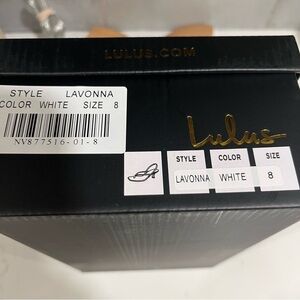 LULUS.COM
STYLE LAVONNA
COLOR WHITE SIZE 8
NV877516-01-8
Lulus
STYLE COLOR SIZE
LAVONNA WHITE 8